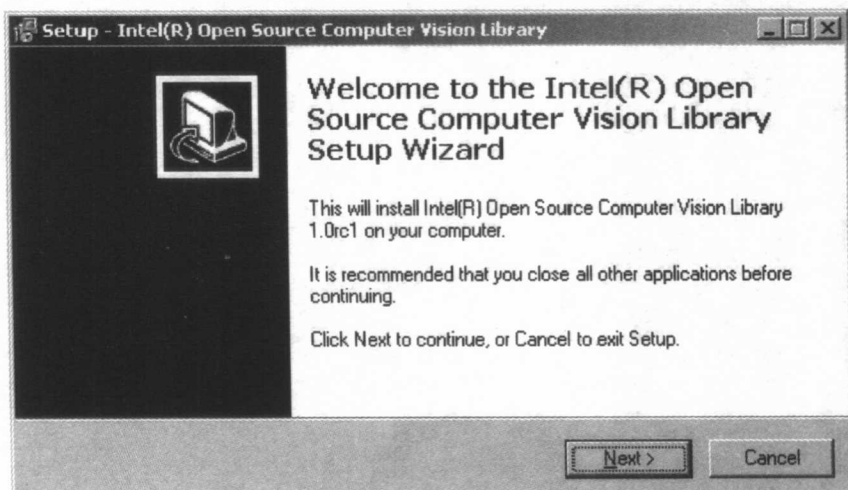 Setup - Intel(R) Open Source Computer Vision Library
Welcome to the Intel(R) Open
Source Computer Vision Library
Setup Wizard
This will install Intel(R) Open Source Computer Vision Library
1.0rc1 on your computer.
It is recommended that you close all other applications before
continuing.
Click Next to continue, or Cancel to exit Setup.
Next >
Cancel